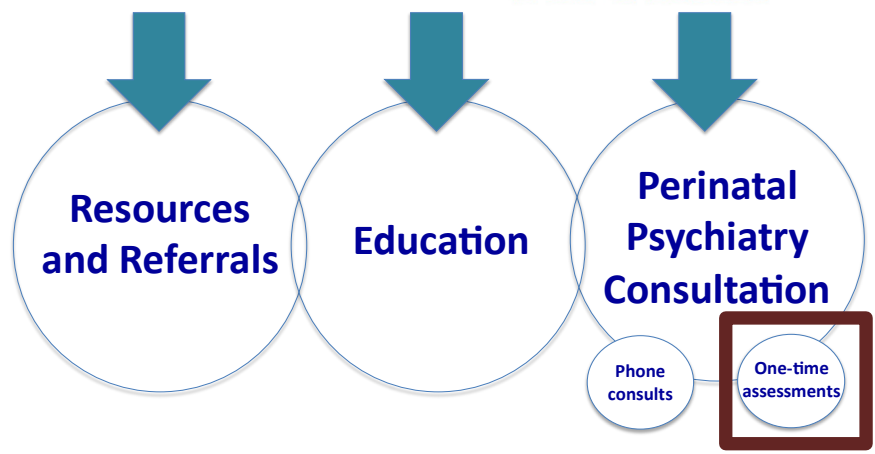 Resources
and Referrals
Education
Perinatal
Psychiatry
Consultation
Phone
consults
One-time
assessments